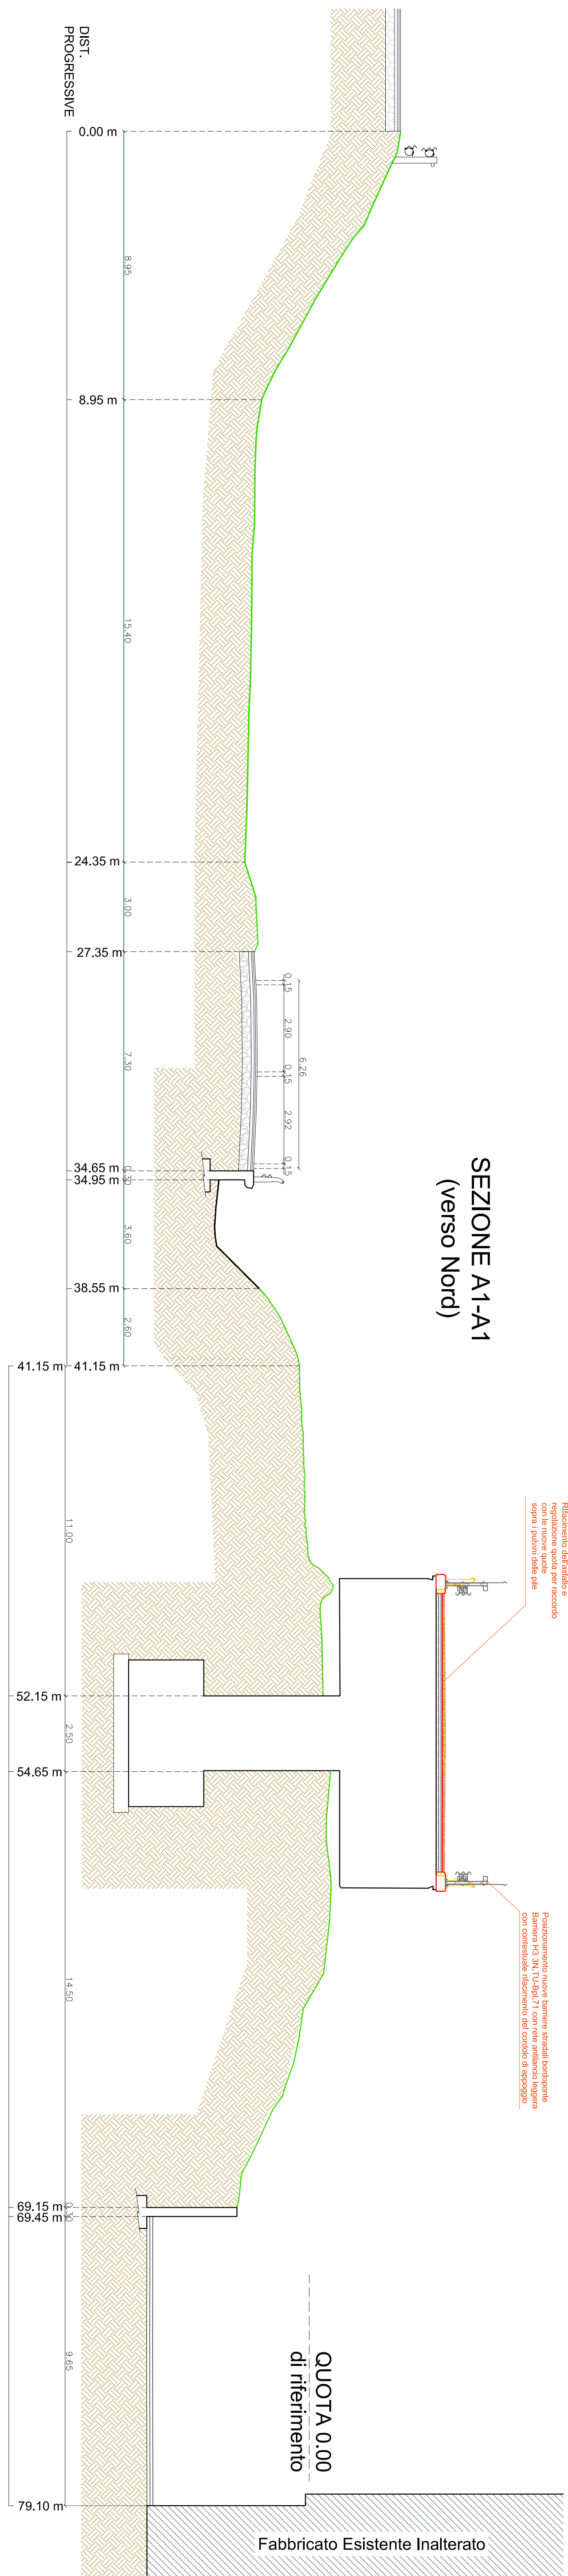 DIST.
PROGRESSIVE
0.00 m
8.95
8.95 m
15.40
24.35 m
3.00
27.35 m
0.15
2.90
6.26
0.15
2.92
0.15
7.30
34.65 m
0.30
34.95 m
3.60
38.55 m
2.60
41.15 m
41.15 m
SEZIONE A1-A1
(verso Nord)
Rifacimento dell'asfalto e
regolazione quota per raccordo
con le nuove quote
sopra i pulvini delle pile
11.00
52.15 m
2.50
54.65 m
Posizionamento nuove barriere stradali bordoponte
Barriera H3 3N.TU-Bpl.71 con rete antilancio leggera
con contestuale rifacimento del cordolo di appoggio
14.50
69.15 m
0.30
69.45 m
9.65
79.10 m
QUOTA 0.00
di riferimento
Fabbricato Esistente Inalterato